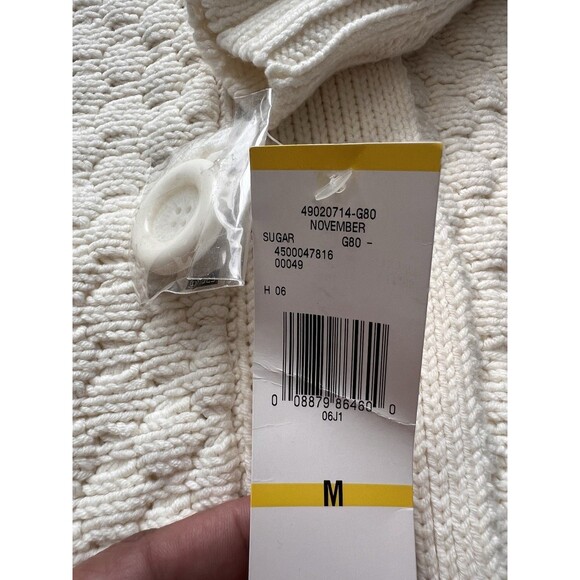 49020714-G80
NOVEMBER
SUGAR G80 -
4500047816
00049
H 06
0 08879 86460 0
06J1
M